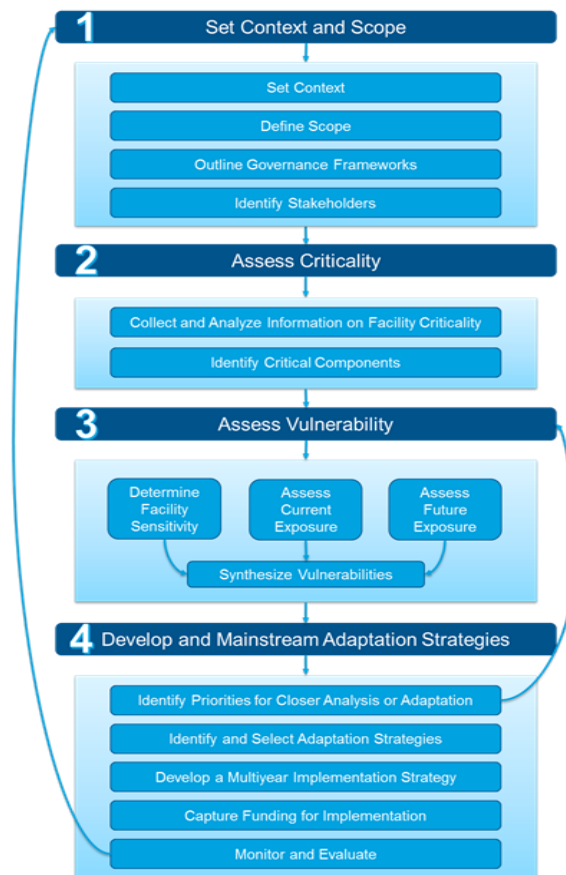 1 Set Context and Scope
Set Context
Define Scope
Outline Governance Frameworks
Identify Stakeholders
2 Assess Criticality
Collect and Analyze Information on Facility Criticality
Identify Critical Components
3 Assess Vulnerability
Determine
Facility
Sensitivity
Assess
Current
Exposure
Assess
Future
Exposure
Synthesize Vulnerabilities
4 Develop and Mainstream Adaptation Strategies
Identify Priorities for Closer Analysis or Adaptation
Identify and Select Adaptation Strategies
Develop a Multiyear Implementation Strategy
Capture Funding for Implementation
Monitor and Evaluate